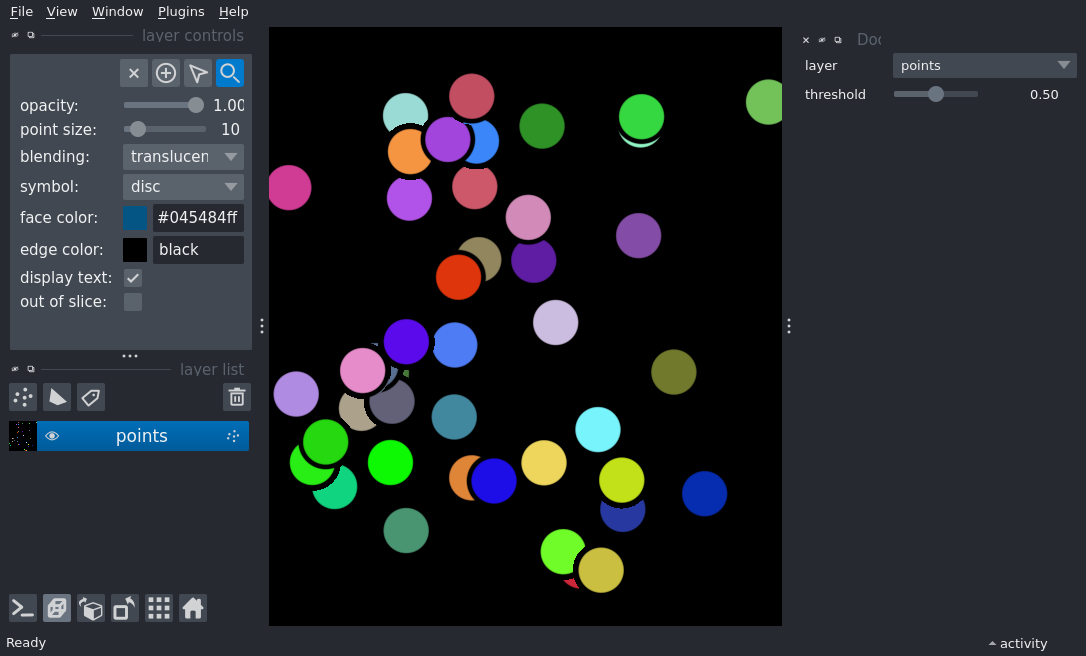 File View Window Plugins Help
layer controls
opacity: 1.00
point size: 10
blending: translucen
symbol: disc
face color: #045484ff
edge color: black
display text:
out of slice:
layer list
points
Ready
layer points
threshold 0.50
activity